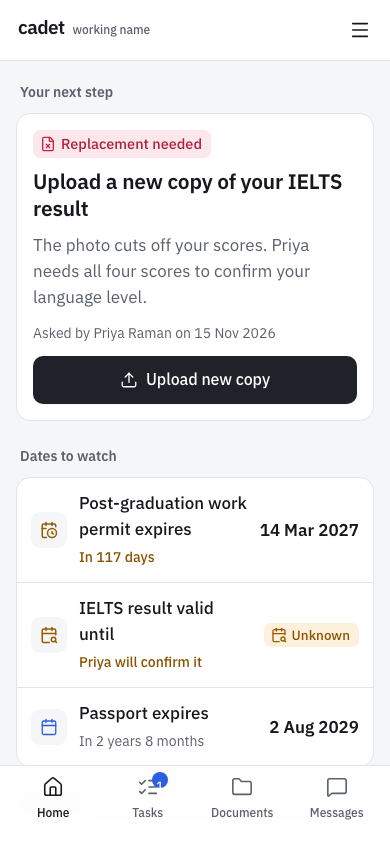 cadet working name
Your next step
Replacement needed
Upload a new copy of your IELTS
result
The photo cuts off your scores. Priya
needs all four scores to confirm your
language level.
Asked by Priya Raman on 15 Nov 2026
Upload new copy
Dates to watch
Post-graduation work
permit expires
14 Mar 2027
In 117 days
IELTS result valid
until
Unknown
Priya will confirm it
Passport expires
2 Aug 2029
In 2 years 8 months
1
Home
Tasks
Documents
Messages